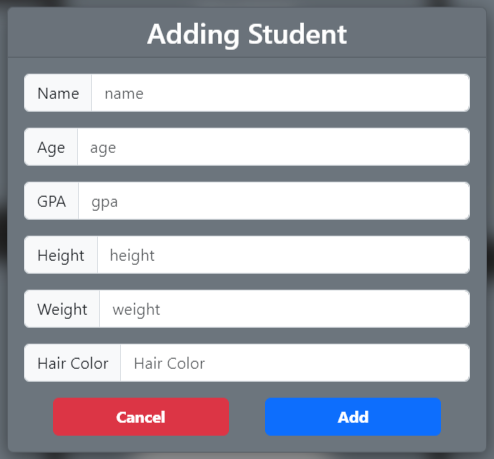 Adding Student
Name name
Age age
GPA gpa
Height height
Weight weight
Hair Color Hair Color
Cancel Add